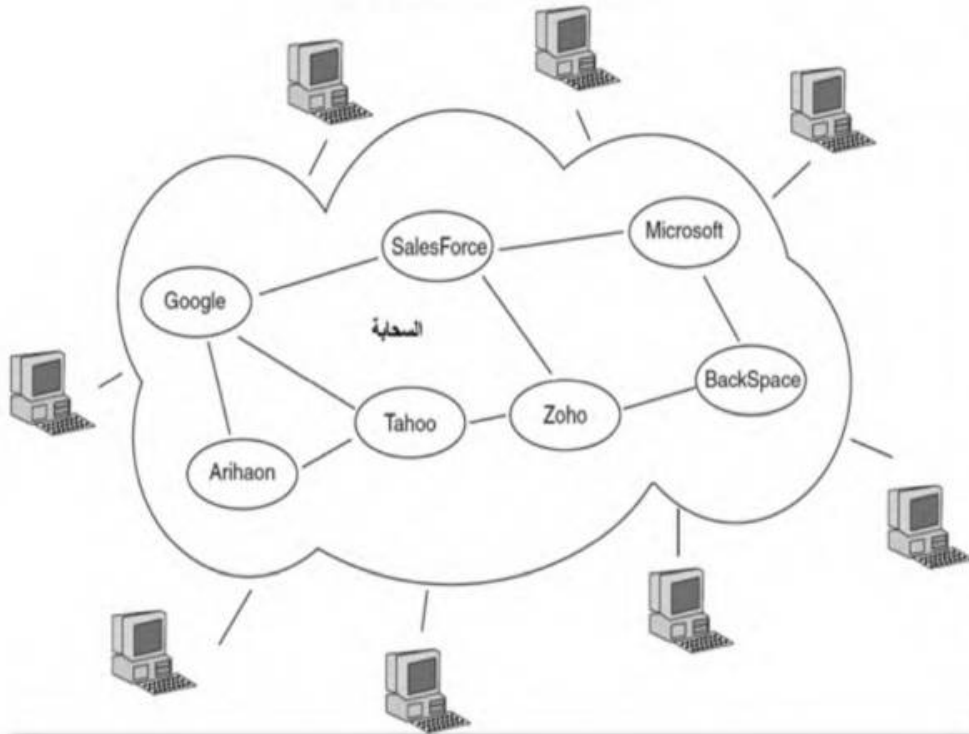 SalesForce
Microsoft
Google
السحابة
BackSpace
Tahoo
Zoho
Arihaon